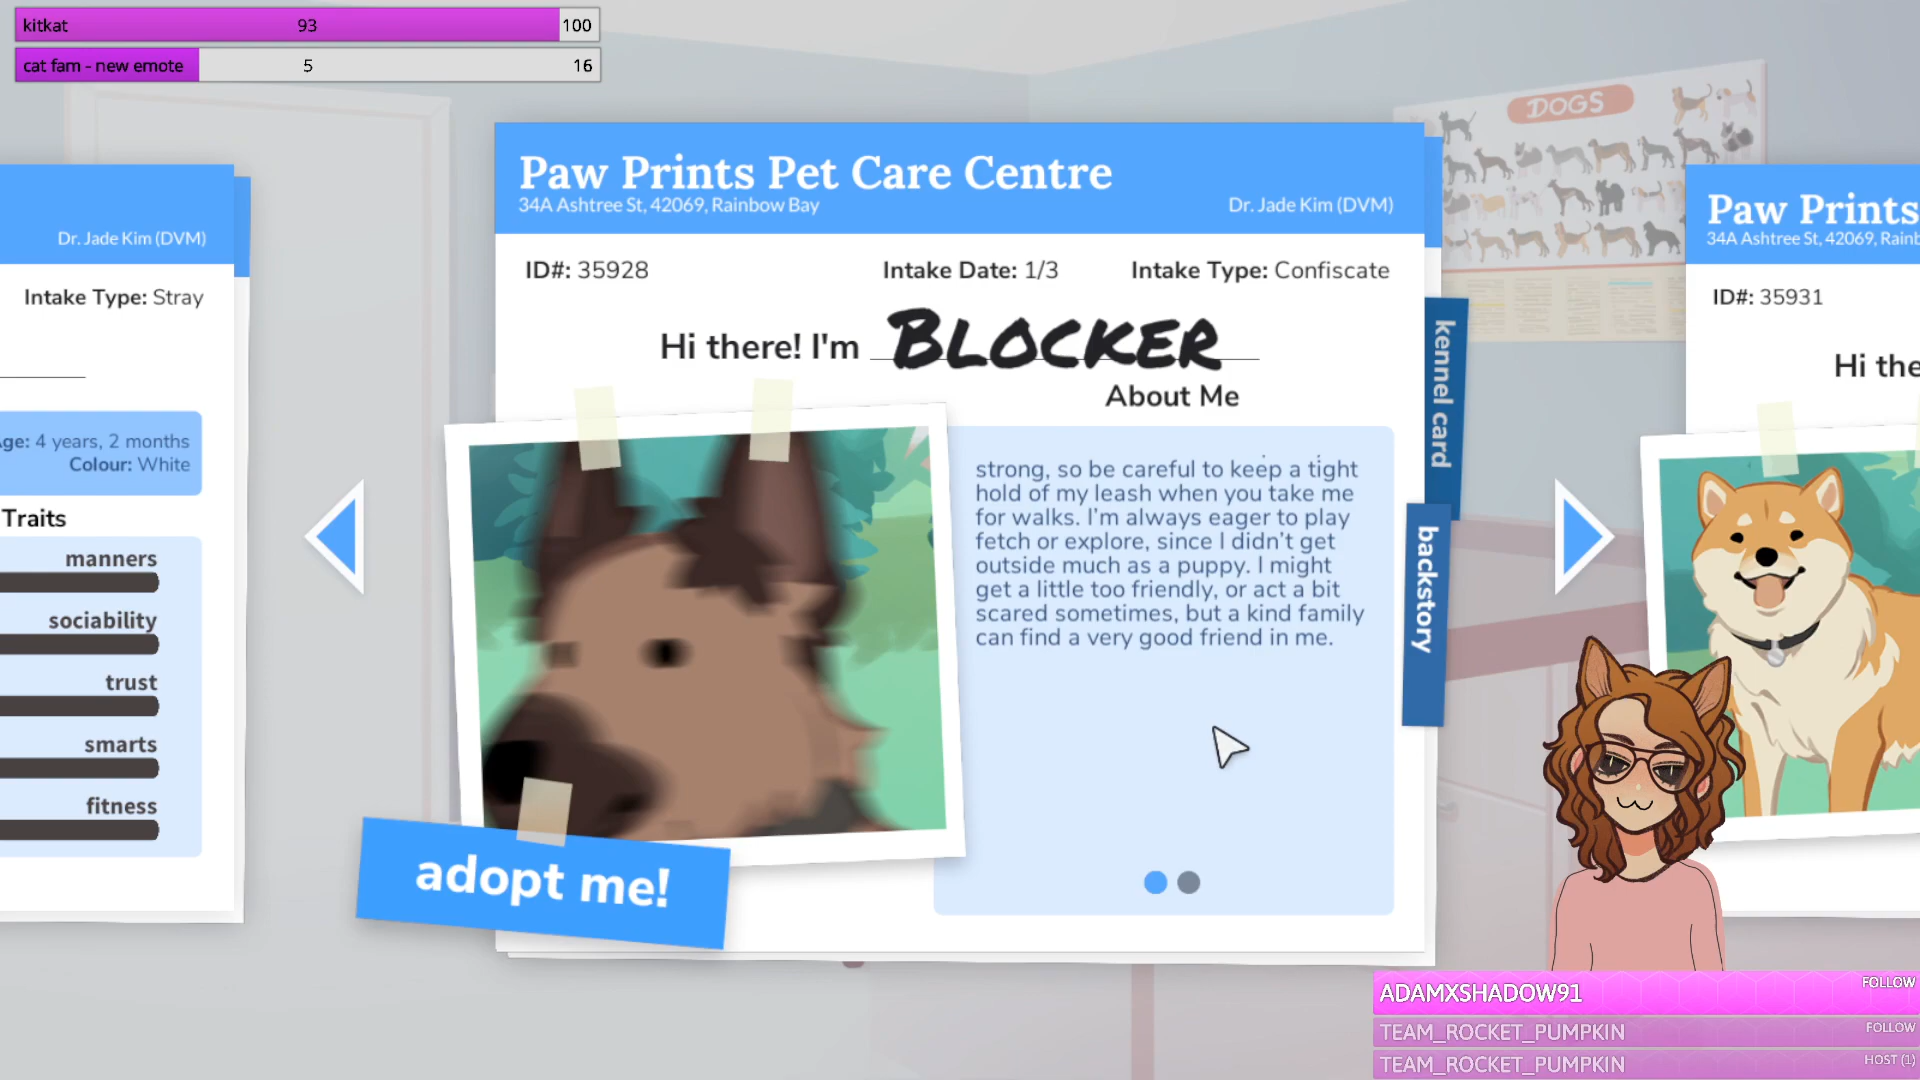 kitkat 93 100
cat fam - new emote 5 16
DOGS
Dr. Jade Kim (DVM)
Intake Type: Stray
Age: 4 years, 2 months
Colour: White
Traits
manners
sociability
trust
smarts
fitness
Paw Prints Pet Care Centre
34A Ashtree St, 42069, Rainbow Bay
Dr. Jade Kim (DVM)
ID#: 35928
Intake Date: 1/3
Intake Type: Confiscate
Hi there! I'm BLOCKER
About Me
strong, so be careful to keep a tight
hold of my leash when you take me
for walks. I'm always eager to play
fetch or explore, since I didn't get
outside much as a puppy. I might
get a little too friendly, or act a bit
scared sometimes, but a kind family
can find a very good friend in me.
adopt me!
kennel card
backstory
Paw Prints
34A Ashtree St, 42069, Rainb
ID#: 35931
Hi the
ADAMXSHADOW91 FOLLOW
TEAM_ROCKET_PUMPKIN FOLLOW
TEAM_ROCKET_PUMPKIN HOST (1)